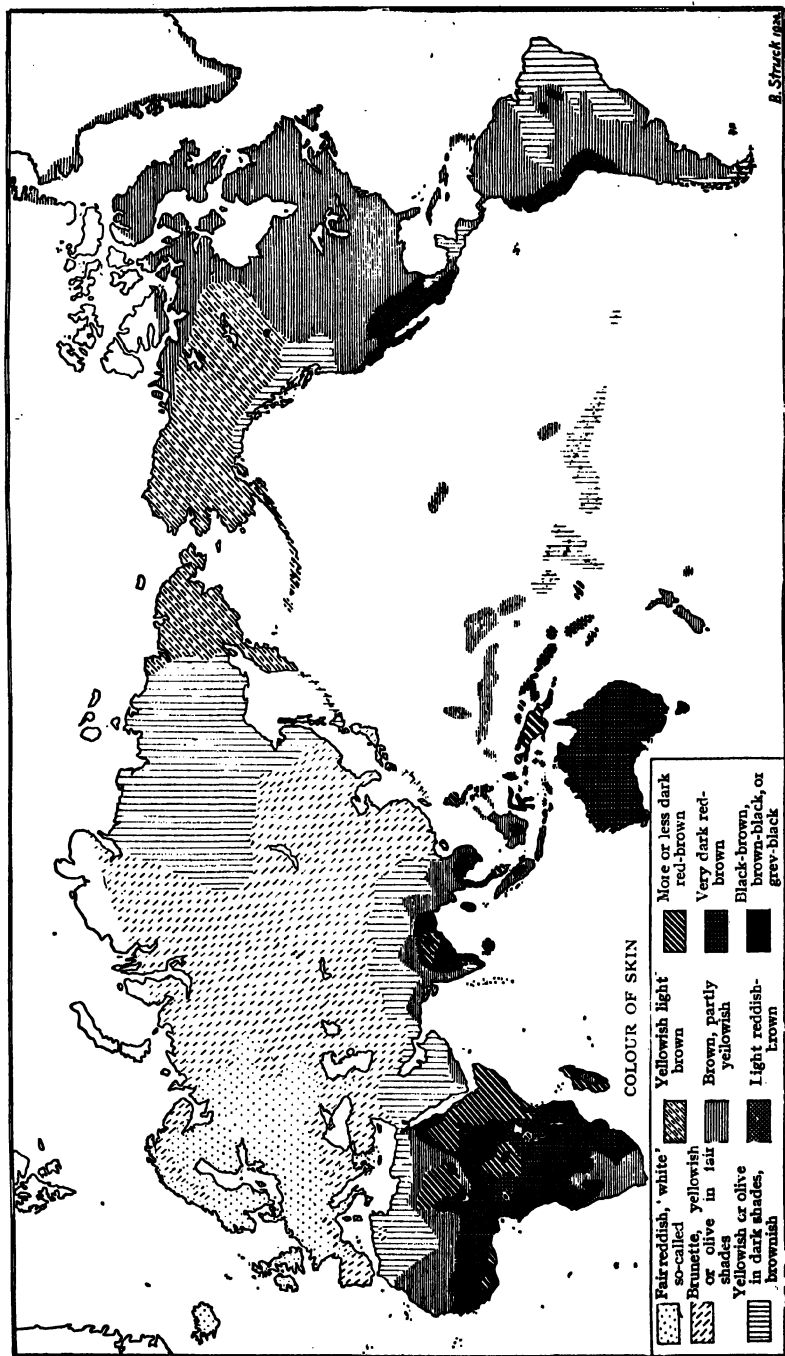 B. Struck 1924
COLOUR OF SKIN
Fair reddish, 'white'
so-called
Brunette, yellowish
or olive in fair
shades
Yellowish or olive
in dark shades,
brownish
Yellowish light
brown
Brown, partly
yellowish
Light reddish-
brown
More or less dark
red-brown
Very dark red-
brown
Black-brown,
brown-black, or
grey-black